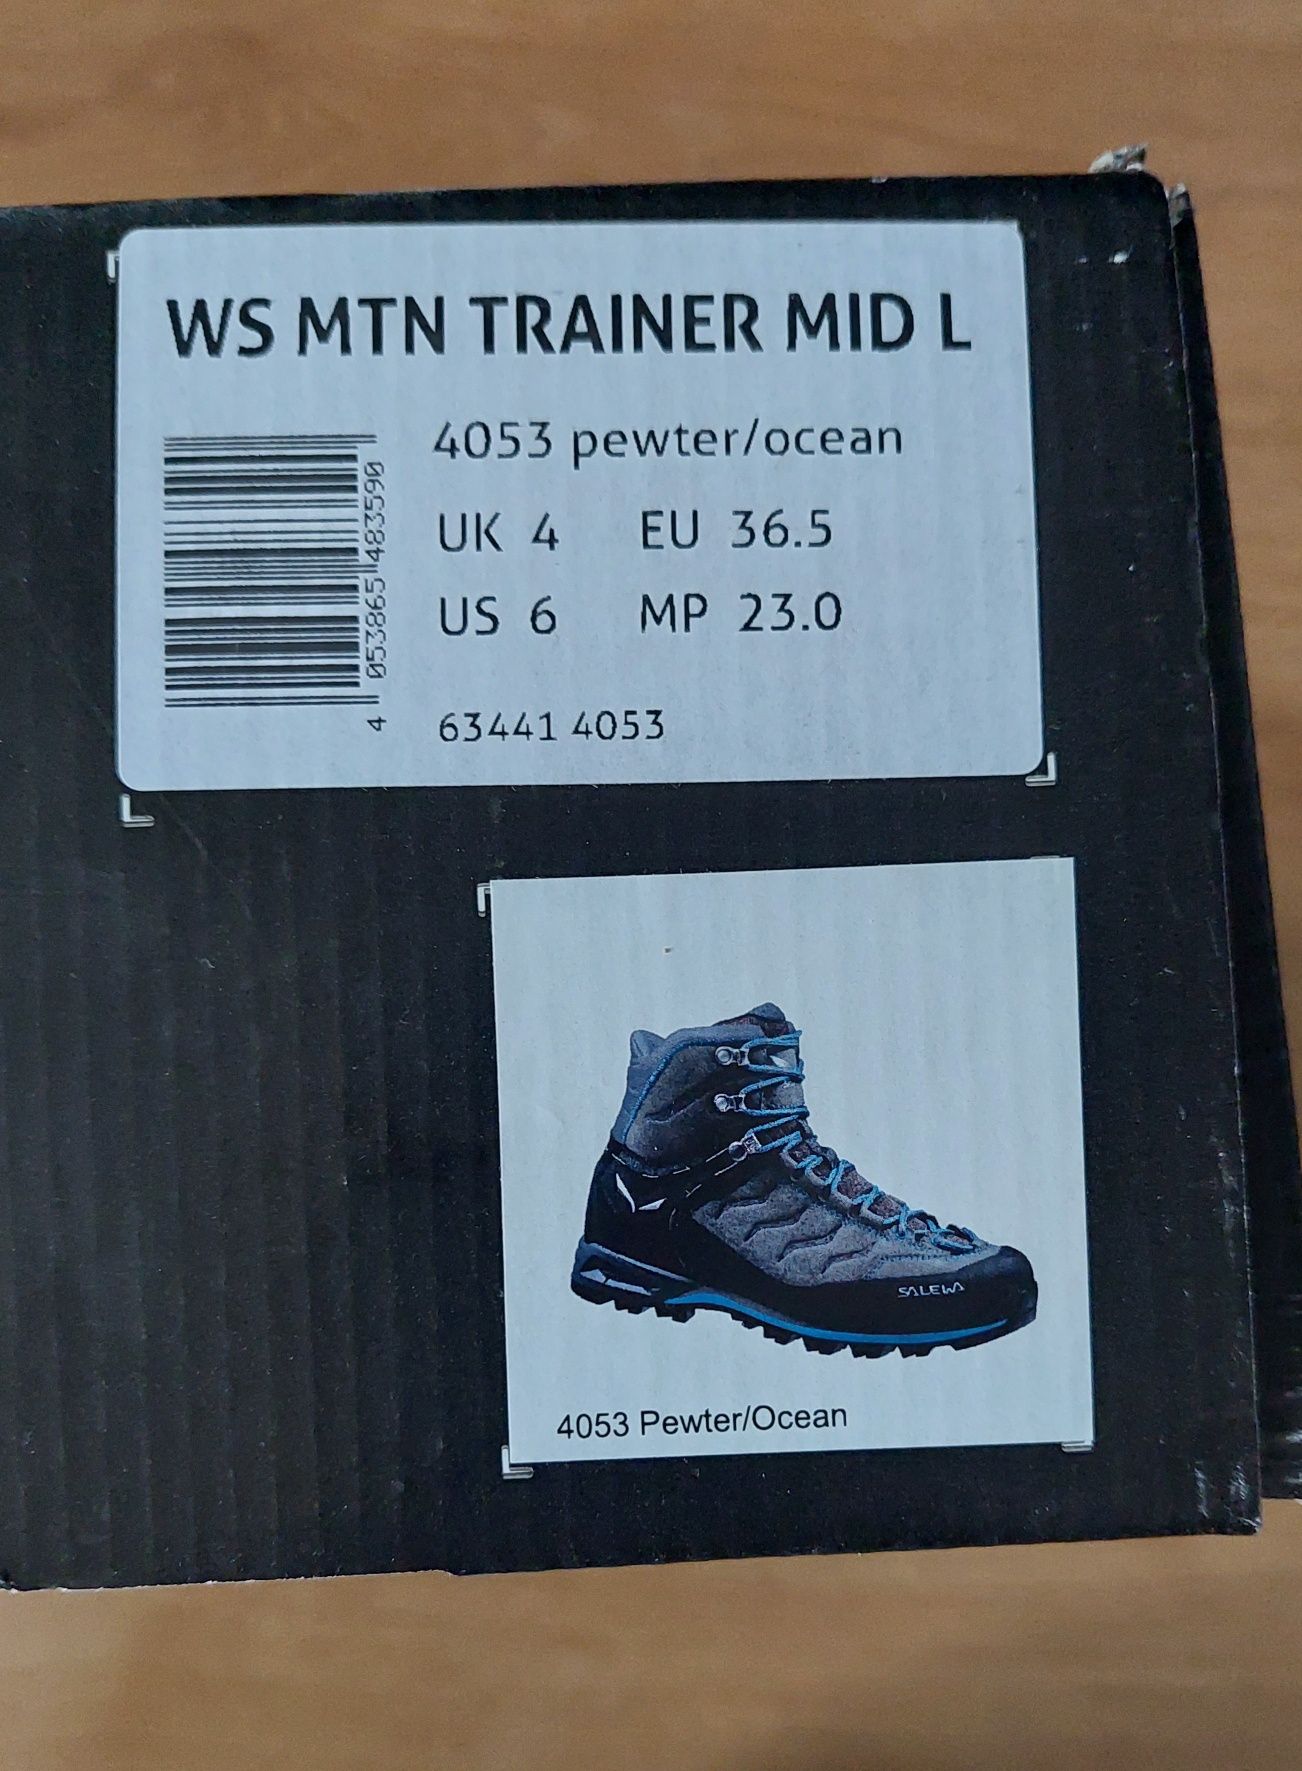 WS MTN TRAINER MID L
4053 pewter/ocean
UK 4 EU 36.5
US 6 MP 23.0
63441 4053
4 053865 483590
SALEWA
4053 Pewter/Ocean